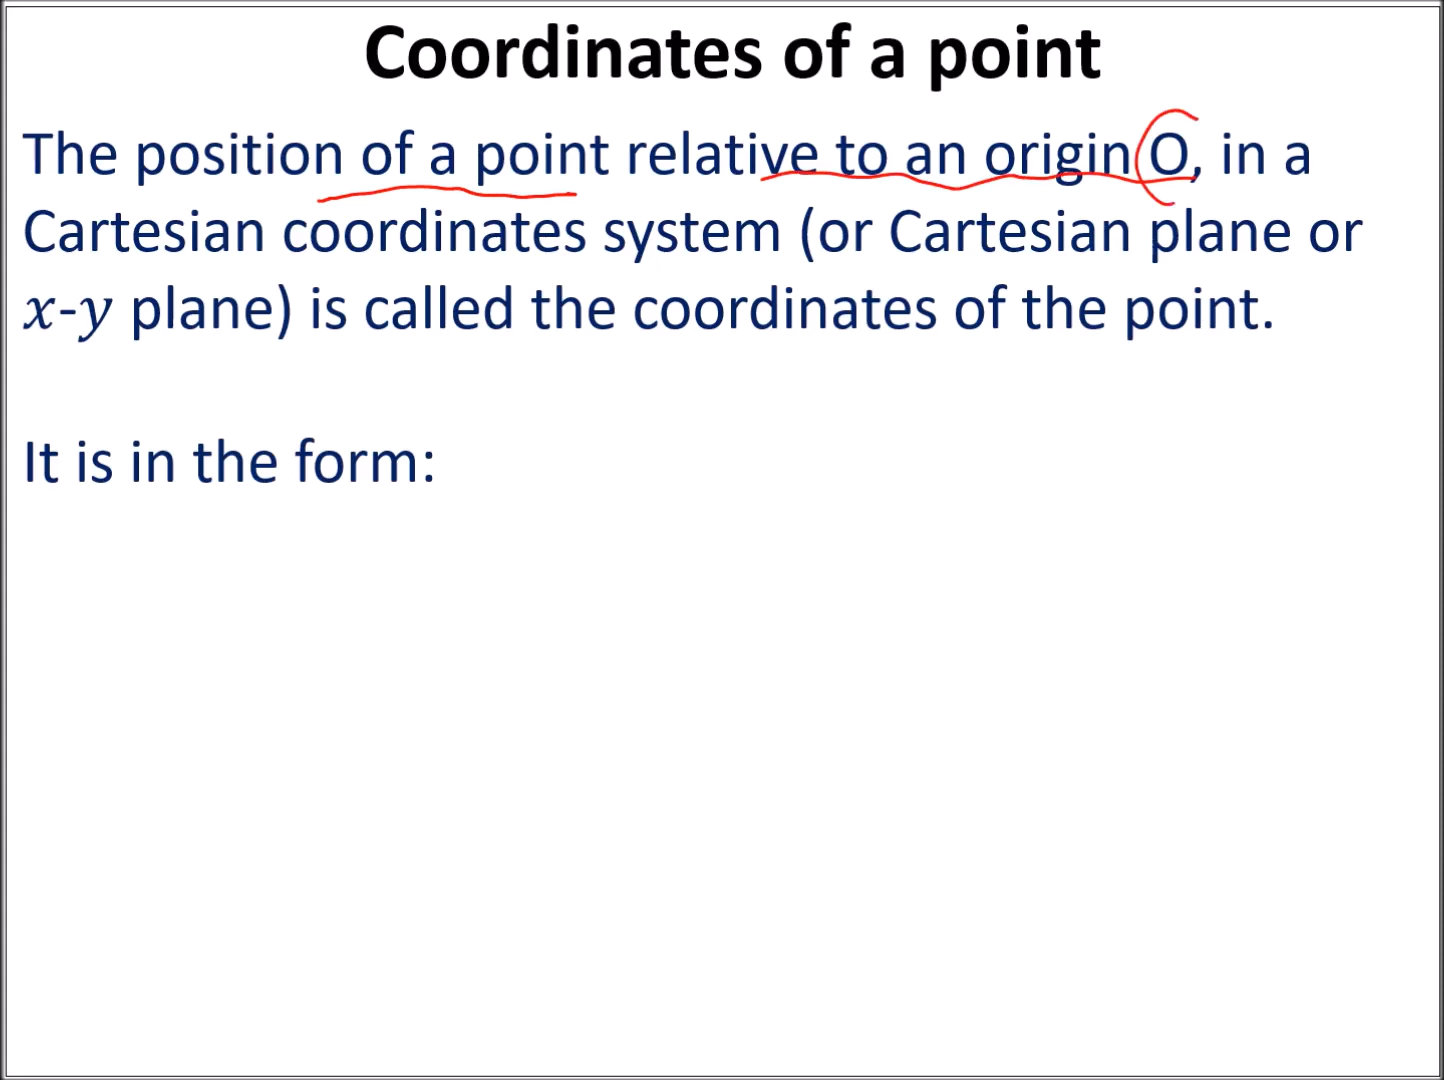 Coordinates of a point
The position of a point relative to an origin O, in a
Cartesian coordinates system (or Cartesian plane or
x-y plane) is called the coordinates of the point.
It is in the form: